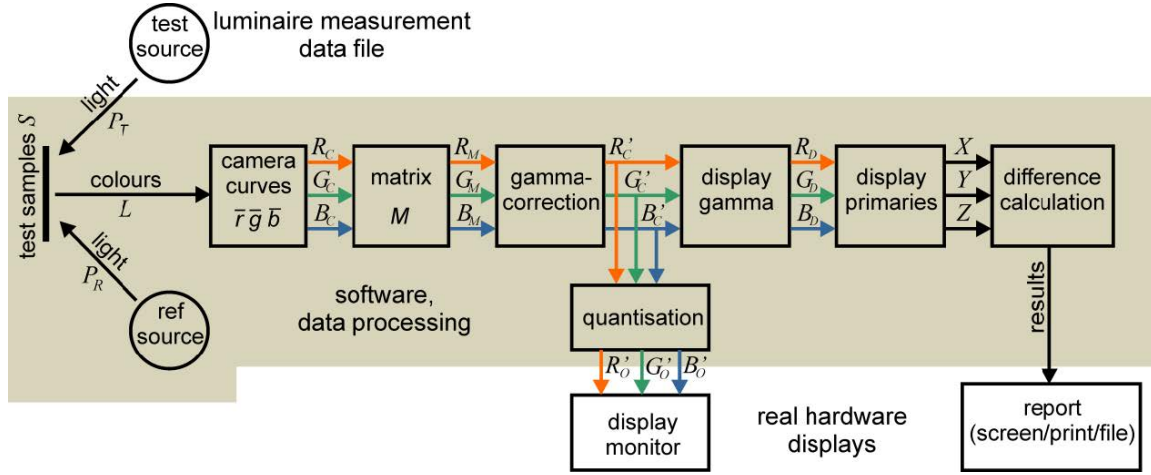 test
source
luminaire measurement
data file
light
P_T
test samples S
colours
L
light
P_R
ref
source
camera
curves
r̄ ḡ b̄
R_C
G_C
B_C
matrix
M
R_M
G_M
B_M
gamma-
correction
R_C’
G_C’
B_C’
display
gamma
R_D
G_D
B_D
display
primaries
X
Y
Z
difference
calculation
software,
data processing
quantisation
results
R_O’
G_O’
B_O’
display
monitor
real hardware
displays
report
(screen/print/file)